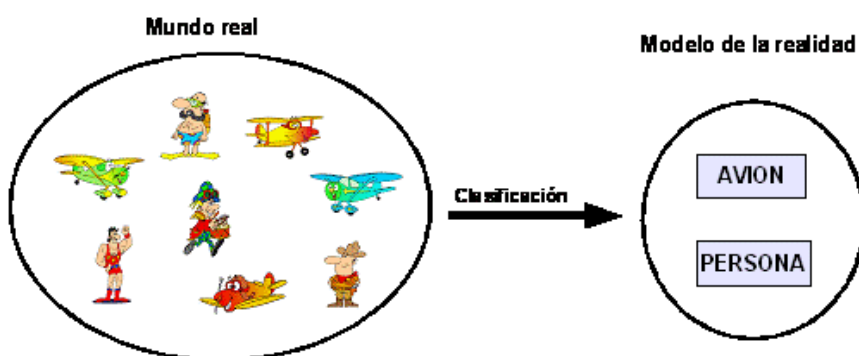 Mundo real
Modelo de la realidad
Clasificación
AVION
PERSONA